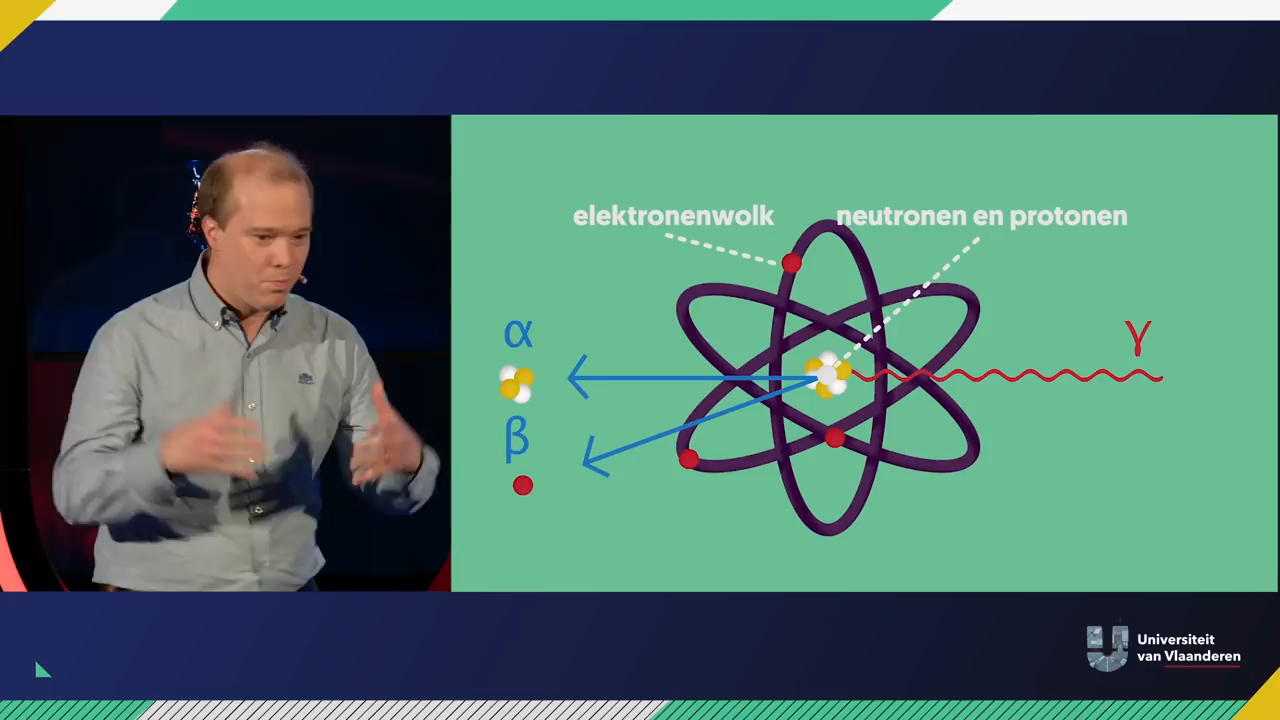 elektronenwolk
neutronen en protonen
α
γ
β
Universiteit
van Vlaanderen